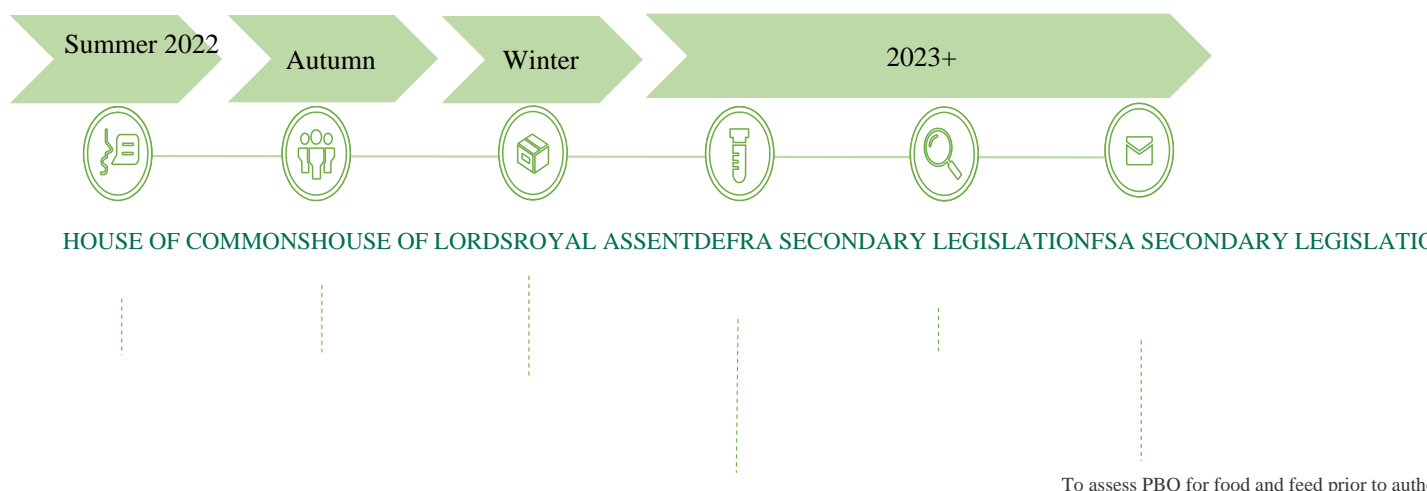 Summer 2022
Autumn
Winter
2023+
HOUSE OF COMMONSHOUSE OF LORDSROYAL ASSENTDEFRA SECONDARY LEGISLATIONFSA SECONDARY
To assess PBO for food and feed prior to